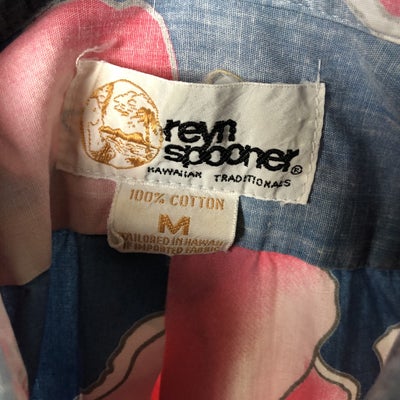 reyn
spooner®
HAWAIIAN TRADITIONALS
100% COTTON
M
TAILORED IN HAWAII
OF IMPORTED FABRIC